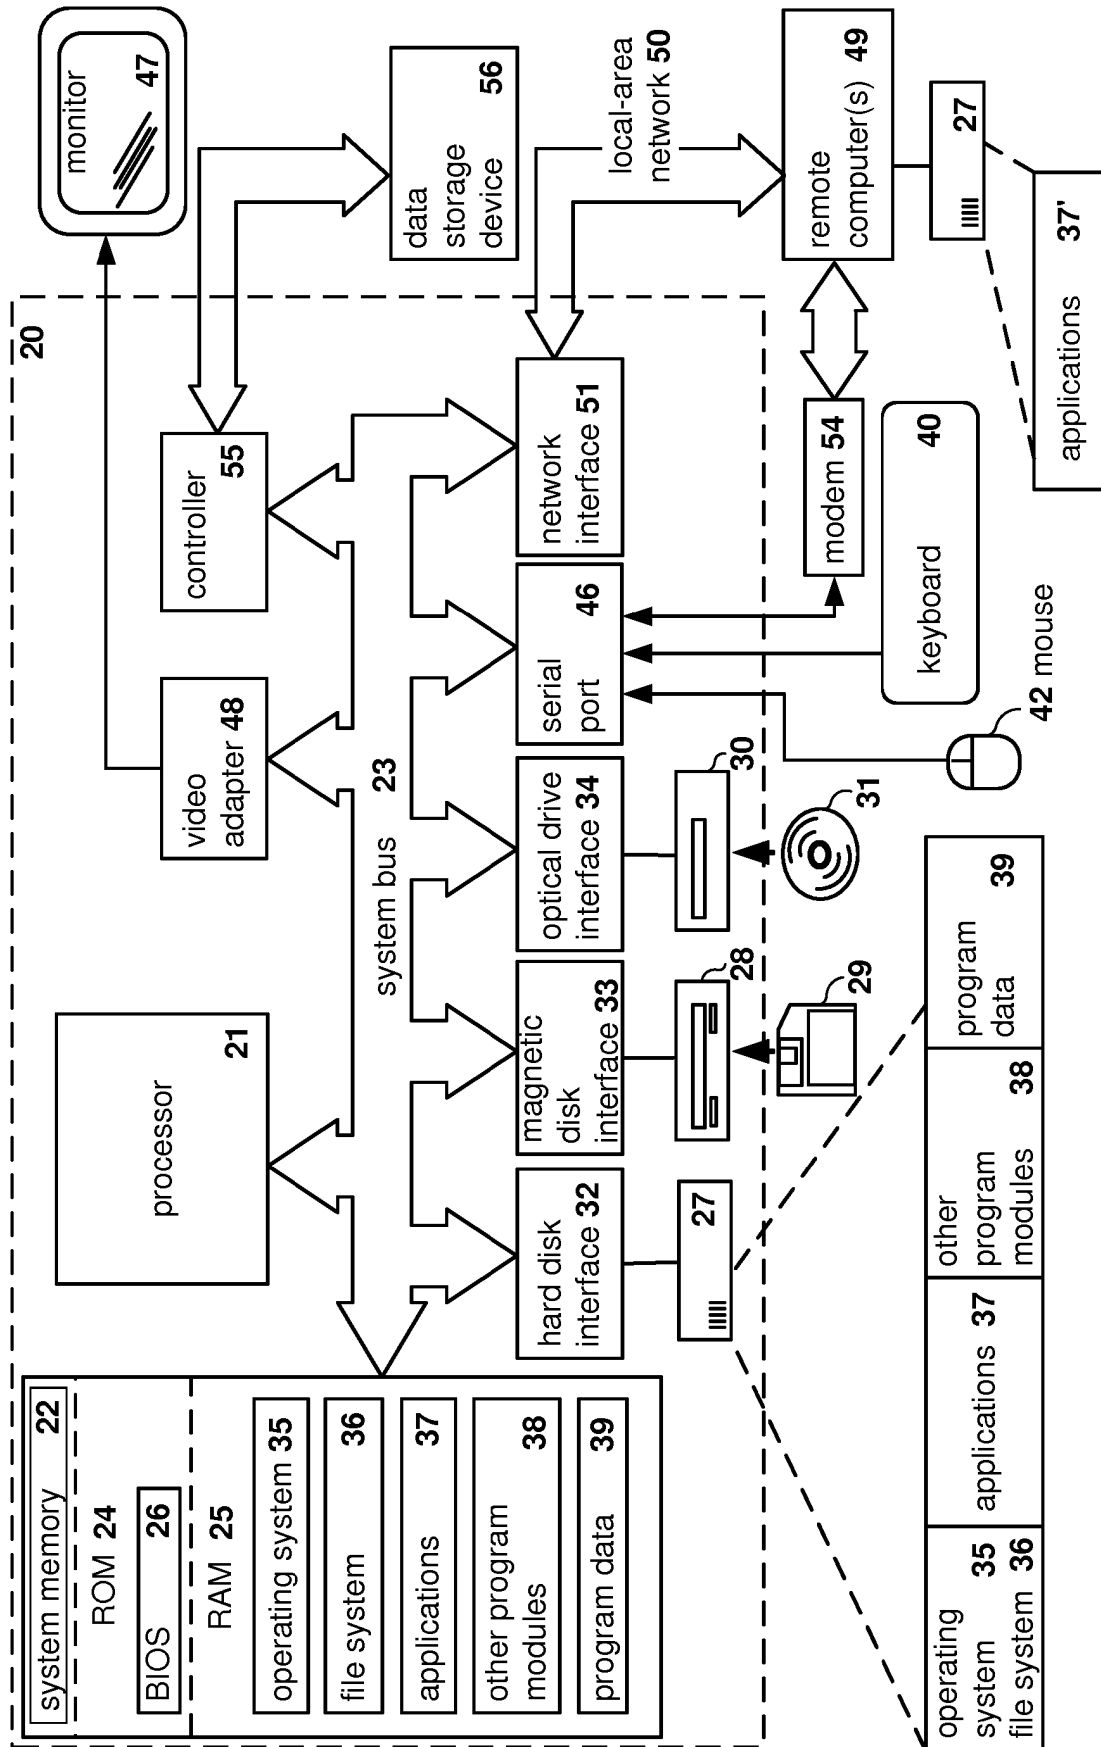 system memory 22
ROM 24
BIOS 26
RAM 25
operating system 35
file system 36
applications 37
other program
modules 38
program data 39
20
processor 21
video
adapter 48
controller 55
monitor 47
system bus 23
data
storage
device 56
local-area
network 50
hard disk
interface 32
magnetic
disk
interface 33
optical drive
interface 34
serial
port 46
network
interface 51
27
28
29
30
31
42 mouse
keyboard 40
modem 54
remote
computer(s) 49
27
applications 37'
operating
system 35
file system 36
applications 37
other
program
modules 38
program
data 39